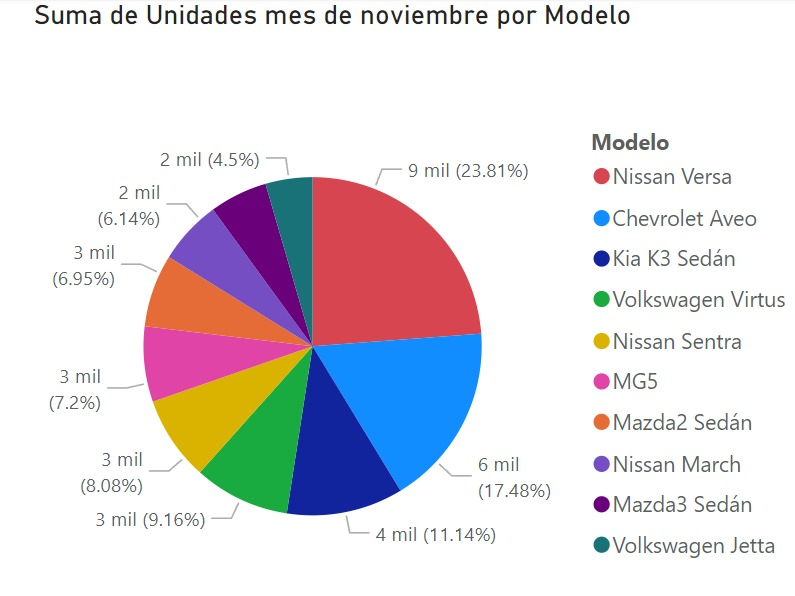 Suma de Unidades mes de noviembre por Modelo
2 mil (4.5%)
9 mil (23.81%)
2 mil
(6.14%)
3 mil
(6.95%)
3 mil
(7.2%)
3 mil
(8.08%)
3 mil (9.16%)
4 mil (11.14%)
6 mil
(17.48%)
Modelo
Nissan Versa
Chevrolet Aveo
Kia K3 Sedán
Volkswagen Virtus
Nissan Sentra
MG5
Mazda2 Sedán
Nissan March
Mazda3 Sedán
Volkswagen Jetta